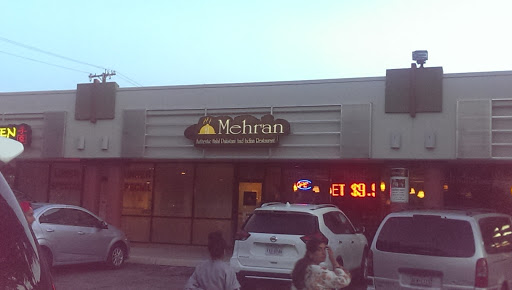 EN
Mehran
Authentic Halal Pakistani And Indian Restaurant
ET $9.9